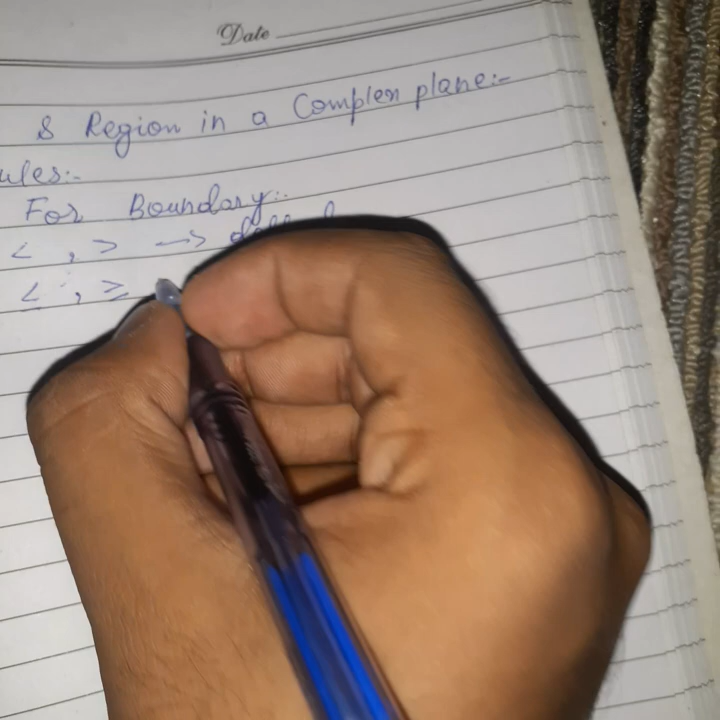 Date
& Region in a Complex plane:-
ules:-
For Boundary:-
< , > →
≤ , ≥